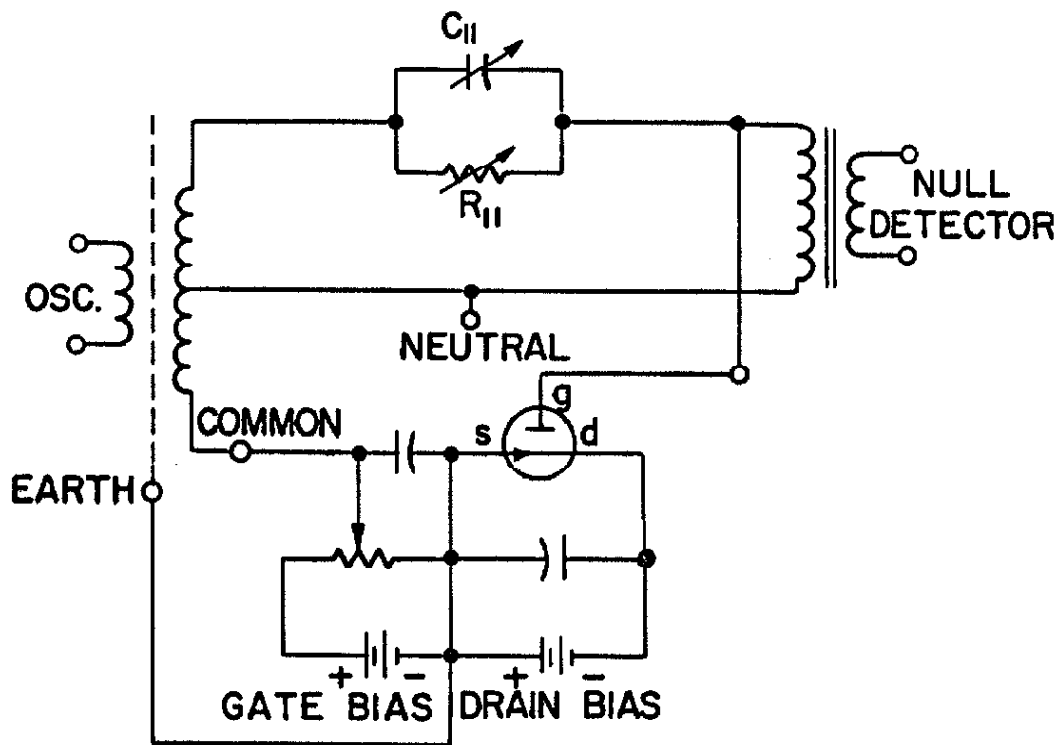 C11
R11
NULL
DETECTOR
OSC.
NEUTRAL
g
s
d
COMMON
EARTH
+ -
+ -
GATE BIAS
DRAIN BIAS